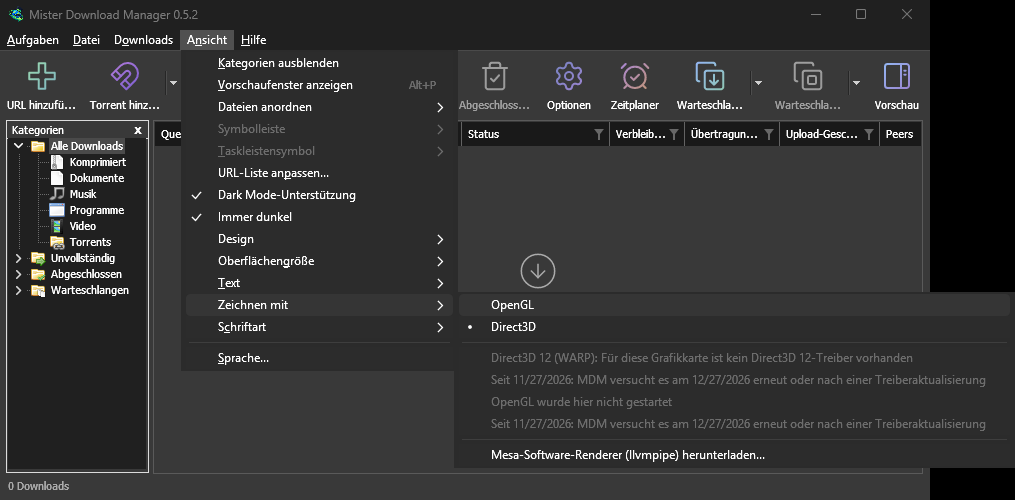 Mister Download Manager 0.5.2
Aufgaben Datei Downloads Ansicht Hilfe
URL hinzufü... Torrent hinz... Abgeschloss... Optionen Zeitplaner Warteschla... Warteschla... Vorschau
Kategorien x
Alle Downloads
Komprimiert
Dokumente
Musik
Programme
Video
Torrents
Unvollständig
Abgeschlossen
Warteschlangen
Que Status Verbleib... Übertragun... Upload-Gesc... Peers
Kategorien ausblenden
Vorschaufenster anzeigen Alt+P
Dateien anordnen
Symbolleiste
Taskleistensymbol
URL-Liste anpassen...
Dark Mode-Unterstützung
Immer dunkel
Design
Oberflächengröße
Text
Zeichnen mit
Schriftart
Sprache...
OpenGL
Direct3D
Direct3D 12 (WARP): Für diese Grafikkarte ist kein Direct3D 12-Treiber vorhanden
Seit 11/27/2026: MDM versucht es am 12/27/2026 erneut oder nach einer Treiberaktualisierung
OpenGL wurde hier nicht gestartet
Seit 11/27/2026: MDM versucht es am 12/27/2026 erneut oder nach einer Treiberaktualisierung
Mesa-Software-Renderer (llvmpipe) herunterladen...
0 Downloads